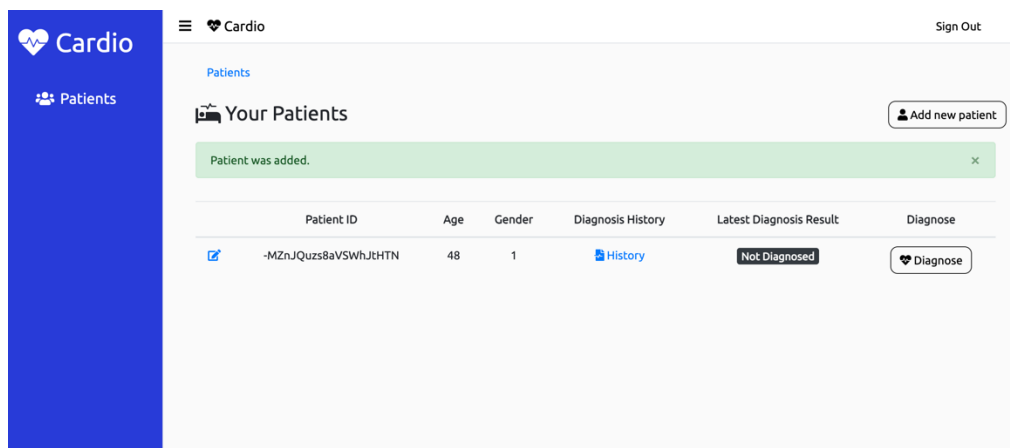 Cardio
Cardio
Sign Out
Patients
Patients
Your Patients
Add new patient
Patient was added.
×
Patient ID Age Gender Diagnosis History Latest Diagnosis Result Diagnose
-MZnJQuzs8aVSWhJtHTN 48 1 History Not Diagnosed Diagnose